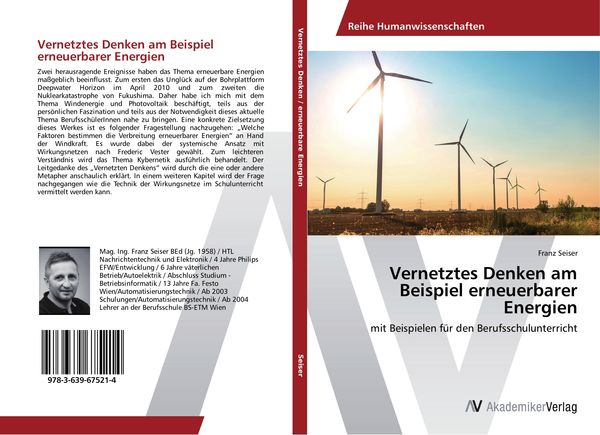 Vernetztes Denken am Beispiel
erneuerbarer Energien
Zwei herausragende Ereignisse haben das Thema erneuerbare Energien
maßgeblich beeinflusst. Zum ersten das Unglück auf der Bohrplattform
Deepwater Horizon im April 2010 und zum zweiten die
Nuklearkatastrophe von Fukushima. Daher habe ich mich mit dem
Thema Windenergie und Photovoltaik beschäftigt, teils aus der
persönlichen Faszination und teils aus der Notwendigkeit dieses aktuelle
Thema BerufsschülerInnen nahe zu bringen. Eine konkrete Zielsetzung
dieses Werkes ist es folgender Fragestellung nachzugehen: „Welche
Faktoren bestimmen die Verbreitung erneuerbarer Energien“ an Hand
der Windkraft. Es wurde dabei der systemische Ansatz mit
Wirkungsnetzen nach Frederic Vester gewählt. Zum leichteren
Verständnis wird das Thema Kybernetik ausführlich behandelt. Der
Leitgedanke des „Vernetzten Denkens“ wird durch die eine oder andere
Metapher anschaulich erklärt. In einem weiteren Kapitel wird der Frage
nachgegangen wie die Technik der Wirkungsnetze im Schulunterricht
vermittelt werden kann.
Mag. Ing. Franz Seiser BEd (Jg. 1958) / HTL
Nachrichtentechnik und Elektronik / 4 Jahre Philips
EFW/Entwicklung / 6 Jahre väterlichen
Betrieb/Autoelektrik / Abschluss Studium -
Betriebsinformatik / 13 Jahre Fa. Festo
Wien/Automatisierungstechnik / Ab 2003
Schulungen/Automatisierungstechnik / Ab 2004
Lehrer an der Berufsschule BS-ETM Wien
978-3-639-67521-4
Vernetztes Denken / erneuerbare Energien
Seiser
Reihe Humanwissenschaften
Franz Seiser
Vernetztes Denken am
Beispiel erneuerbarer
Energien
mit Beispielen für den Berufsschulunterricht
AV AkademikerVerlag